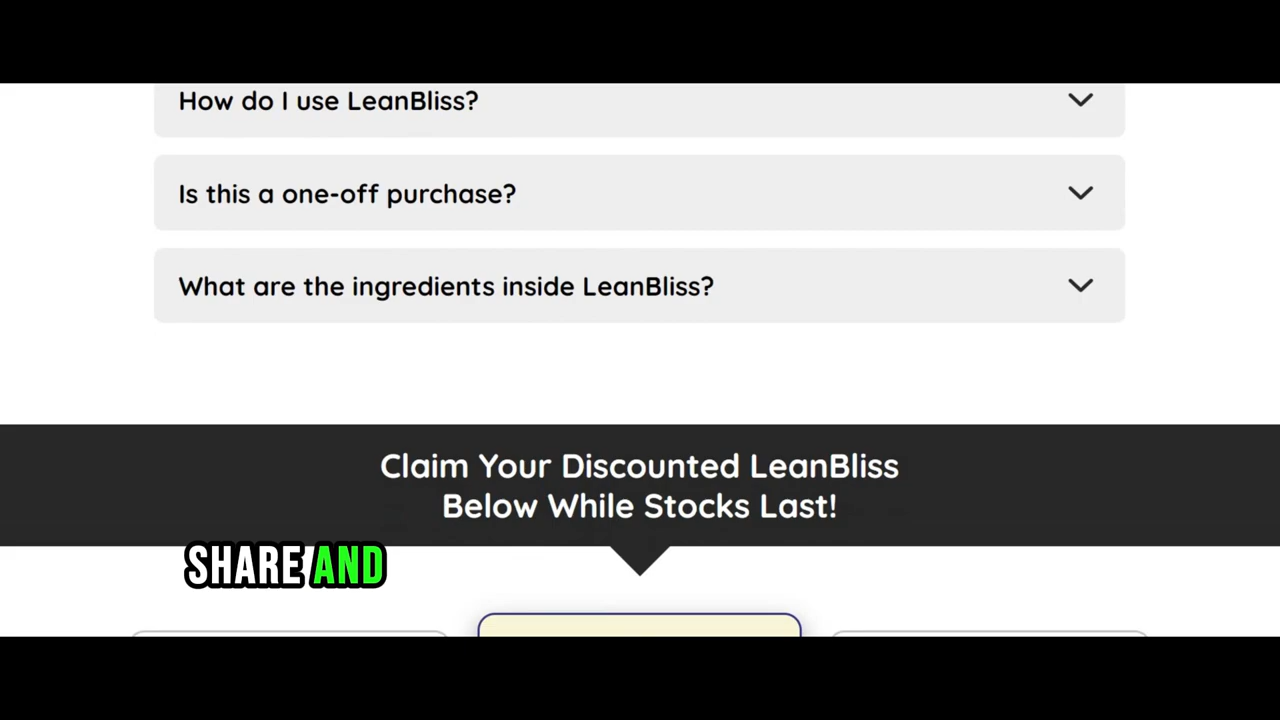 How do I use LeanBliss?
Is this a one-off purchase?
What are the ingredients inside LeanBliss?
Claim Your Discounted LeanBliss
Below While Stocks Last!
SHARE AND